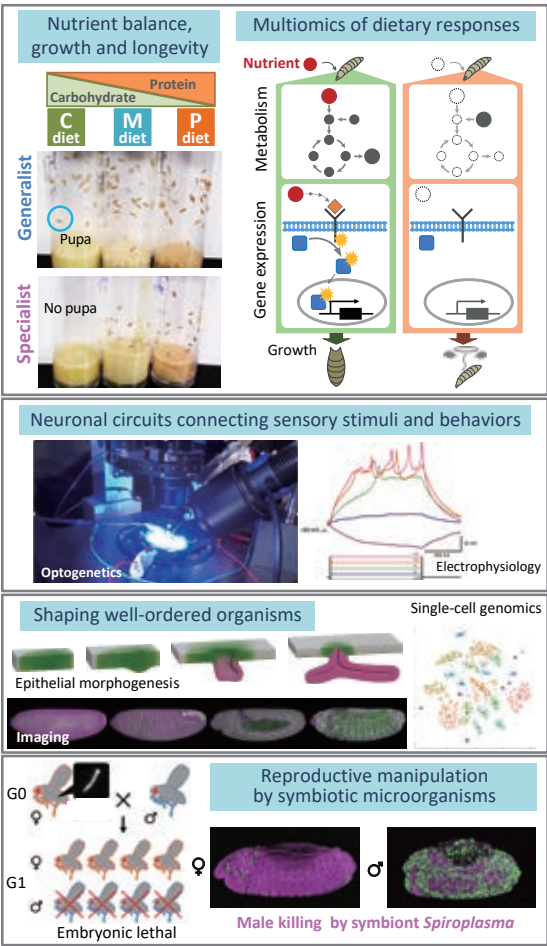 Nutrient balance,
growth and longevity
Protein
Carbohydrate
C
diet
M
diet
P
diet
Generalist
Pupa
Specialist
No pupa
Multiomics of dietary responses
Nutrient
Metabolism
Gene expression
Growth
Neuronal circuits connecting sensory stimuli and behaviors
Optogenetics
Electrophysiology
Shaping well-ordered organisms
Single-cell genomics
Epithelial morphogenesis
Imaging
Reproductive manipulation
by symbiotic microorganisms
G0
♀
♂
♀
G1
♂
Embryonic lethal
♀
♂
Male killing by symbiont Spiroplasma